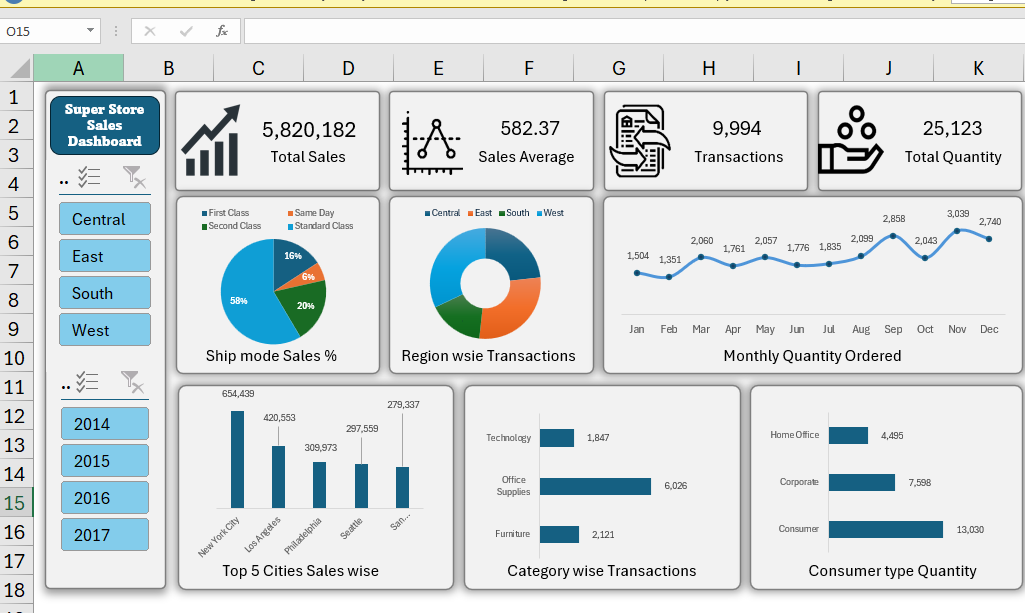 O15
fx
A B C D E F G H I J K
1
2
3
4
5
6
7
8
9
10
11
12
13
14
15
16
17
18
Super Store
Sales
Dashboard
..
Central
East
South
West
..
2014
2015
2016
2017
5,820,182
Total Sales
582.37
Sales Average
9,994
Transactions
25,123
Total Quantity
First Class Same Day
Second Class Standard Class
16%
6%
20%
58%
Ship mode Sales %
Central East South West
Region wsie Transactions
1,504 1,351 2,060 1,761 2,057 1,776 1,835 2,099 2,858 2,043 3,039 2,740
Jan Feb Mar Apr May Jun Jul Aug Sep Oct Nov Dec
Monthly Quantity Ordered
654,439
420,553
309,973
297,559
279,337
New York City
Los Angeles
Philadelphia
Seattle
San...
Top 5 Cities Sales wise
Technology 1,847
Office
Supplies 6,026
Furniture 2,121
Category wise Transactions
Home Office 4,495
Corporate 7,598
Consumer 13,030
Consumer type Quantity